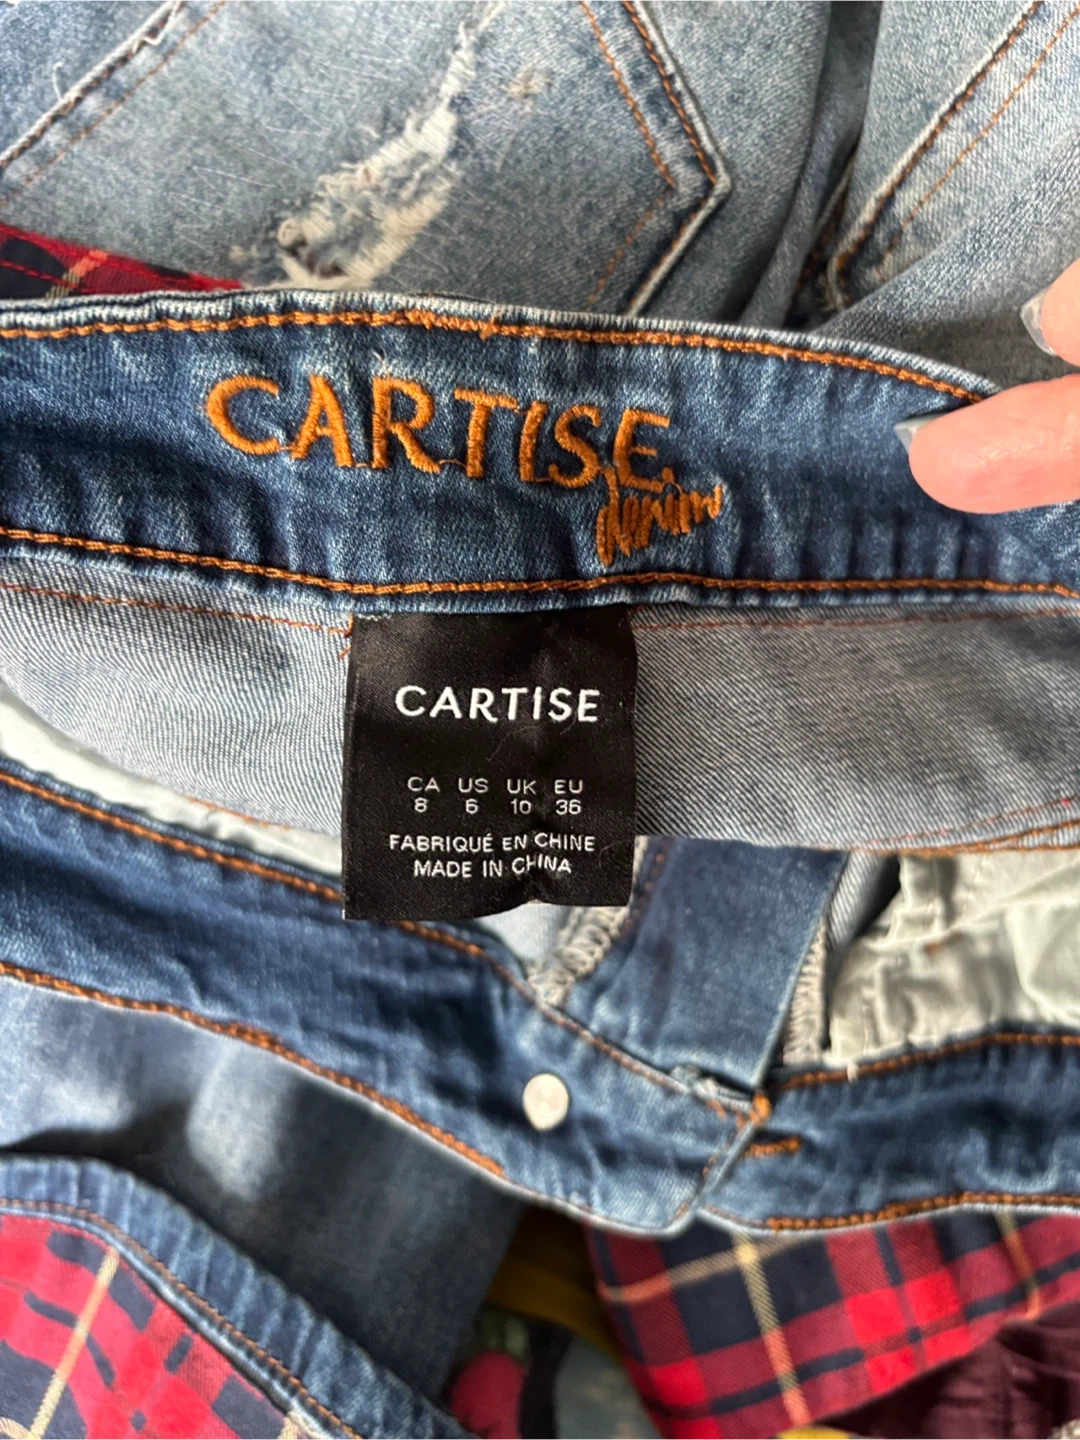 CARTISE
denim
CARTISE
CA US UK EU
8 6 10 36
FABRIQUÉ EN CHINE
MADE IN CHINA